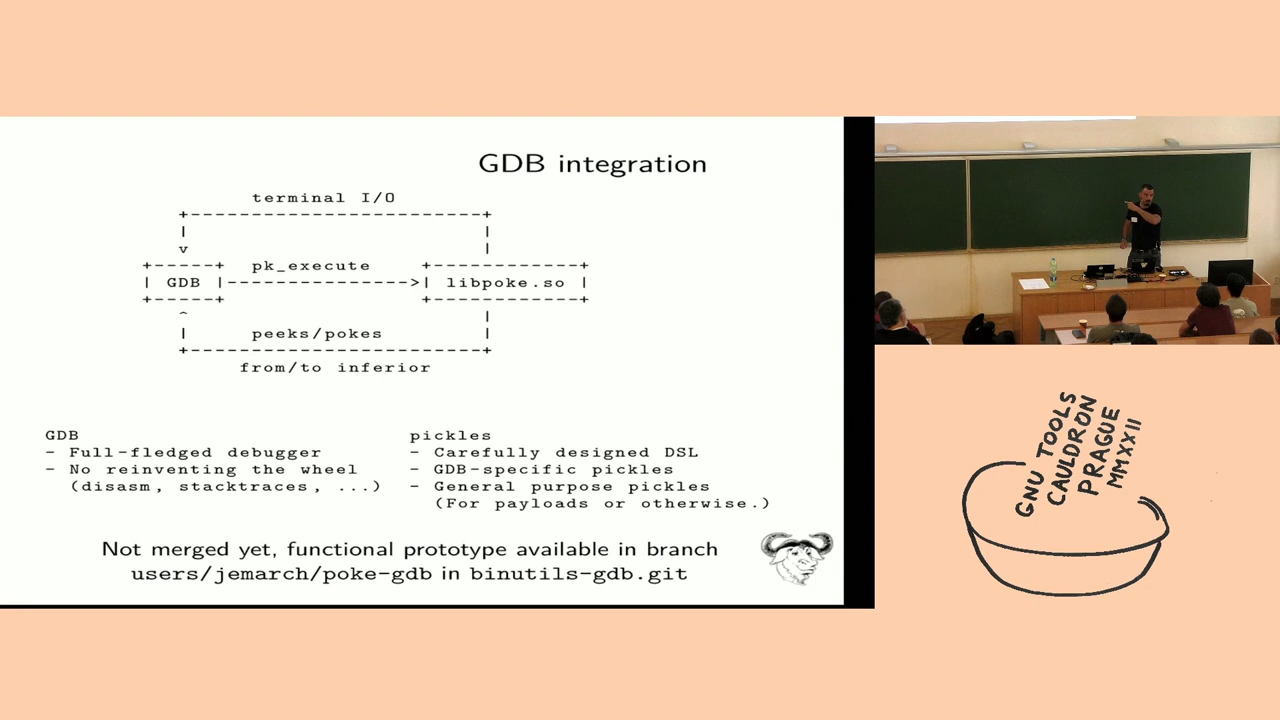 GDB integration
terminal I/O
+------------------------+
| |
v |
+-----+ pk_execute +------------+
| GDB |--------------->| libpoke.so |
+-----+ +------------+
^ |
| peeks/pokes |
+------------------------+
from/to inferior
GDB
- Full-fledged debugger
- No reinventing the wheel
(disasm, stacktraces, ...)
pickles
- Carefully designed DSL
- GDB-specific pickles
- General purpose pickles
(For payloads or otherwise.)
Not merged yet, functional prototype available in branch
users/jemarch/poke-gdb in binutils-gdb.git
GNU TOOLS
CAULDRON
PRAGUE
MMXXII